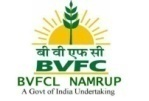 बी वी एफ सी
BVFC
BVFCL NAMRUP
A Govt of India Undertaking